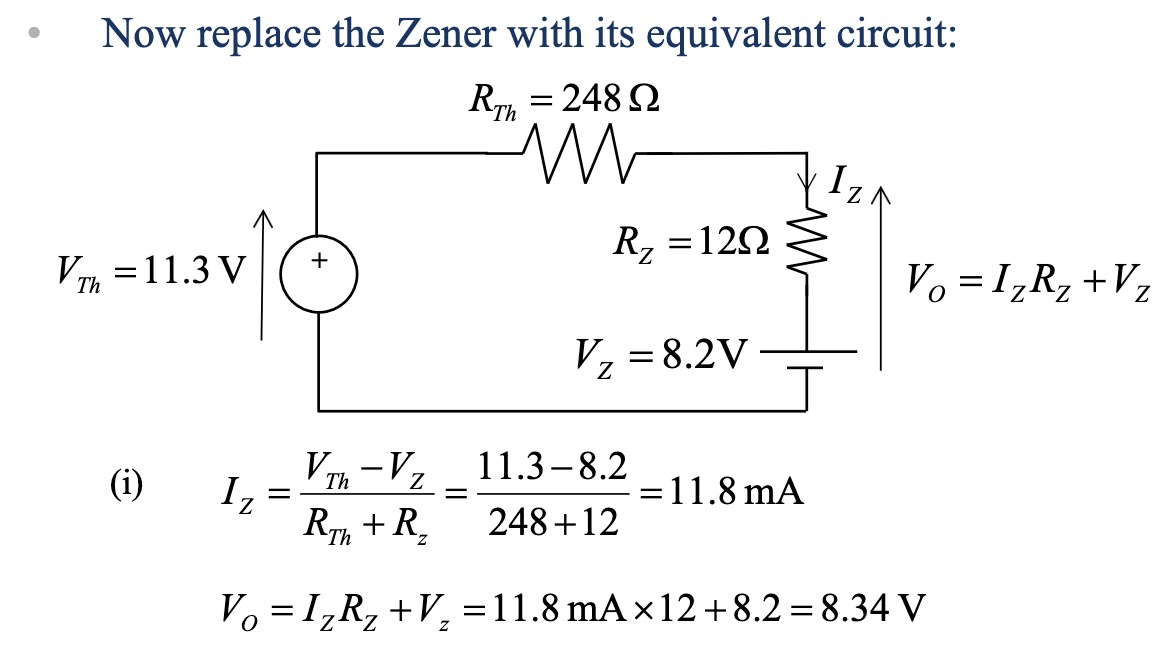 • Now replace the Zener with its equivalent circuit:
R_Th = 248 Ω
I_Z
R_Z = 12Ω
V_Th = 11.3 V
+
V_O = I_Z R_Z + V_Z
V_Z = 8.2V
(i) I_Z = (V_Th − V_Z)/(R_Th + R_z) = (11.3 − 8.2)/(248 + 12) = 11.8 mA
V_O = I_Z R_Z + V_z = 11.8 mA × 12 + 8.2 = 8.34 V